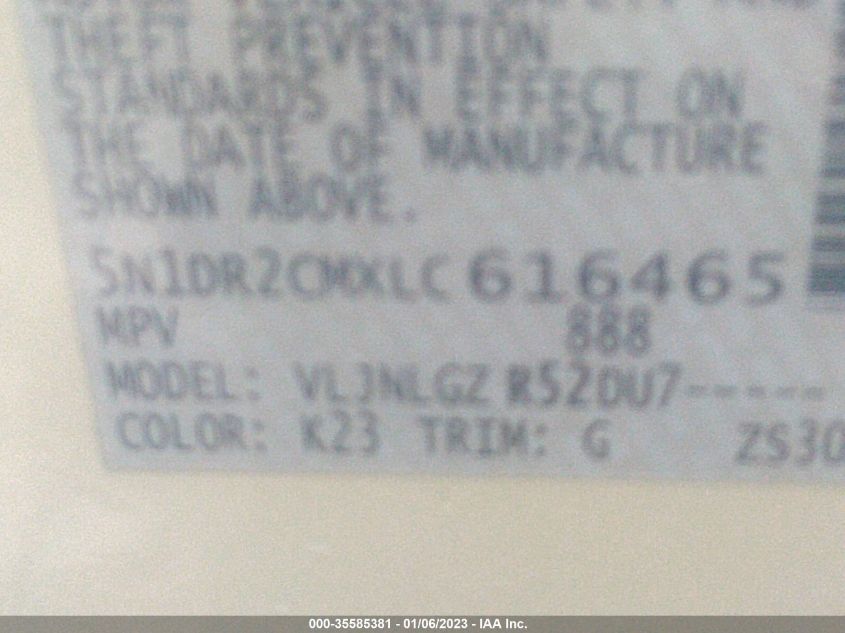 THEFT PREVENTION
STANDARDS IN EFFECT ON
THE DATE OF MANUFACTURE
SHOWN ABOVE.
5N1DR2CMXLC616465
MPV 888
MODEL: VLJNLGZ R52DU7-----
COLOR: K23 TRIM: G ZS30
000-35585381 - 01/06/2023 - IAA Inc.